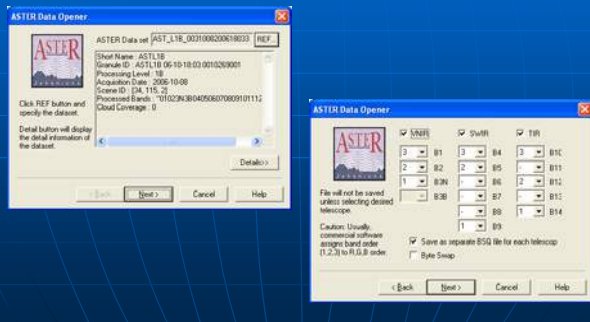 ASTER Data Opener
ASTER
ASTER Data set AST_L1B_0031008200618033 REF...
Short Name : ASTL1B
Granule ID : ASTL1B 06-10-18:03:0010269001
Processing Level : 1B
Acquisition Date : 2006-10-08
Scene ID : [34, 115, 2]
Processed Bands : "01023N3B040506070809101112
Cloud Coverage : 0
Click REF button and
specify the dataset.
Detail button will display
the detail information of
the dataset.
Details>>
< Back Next > Cancel Help
ASTER Data Opener
ASTER
VNIR SWIR TIR
3 B1 3 B4 3 B10
2 B2 2 B5 - B11
1 B3N - B6 2 B12
B3B - B7 - B13
- B8 1 B14
1 B9
File will not be saved
unless selecting desired
telescope.
Caution: Usually,
commercial software
assigns band order
(1,2,3) to R,G,B order.
Save as separate BSQ file for each telescop
Byte Swap
< Back Next > Cancel Help